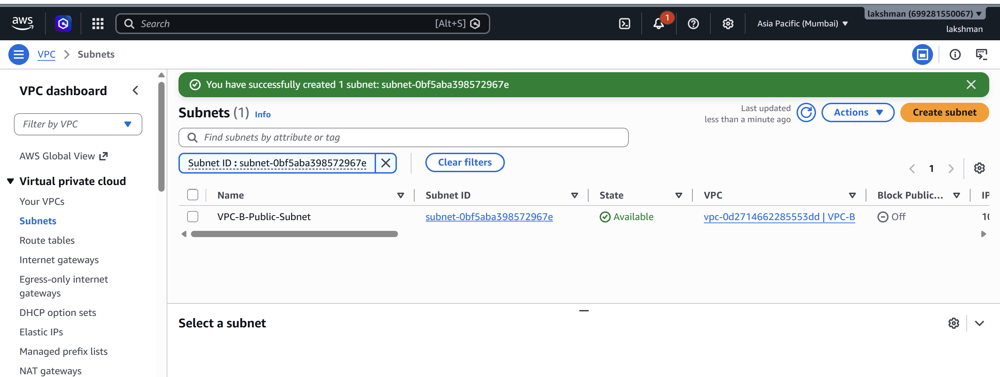 aws
Search
[Alt+S]
1
Asia Pacific (Mumbai)
lakshman (699281550067)
lakshman
VPC
Subnets
VPC dashboard
Filter by VPC
AWS Global View
Virtual private cloud
Your VPCs
Subnets
Route tables
Internet gateways
Egress-only internet
gateways
DHCP option sets
Elastic IPs
Managed prefix lists
NAT gateways
You have successfully created 1 subnet: subnet-0bf5aba398572967e
Subnets (1) Info
Last updated
less than a minute ago
Actions
Create subnet
Find subnets by attribute or tag
Subnet ID : subnet-0bf5aba398572967e
Clear filters
1
Name Subnet ID State VPC Block Public... IP
VPC-B-Public-Subnet subnet-0bf5aba398572967e Available vpc-0d2714662285553dd | VPC-B Off
Select a subnet